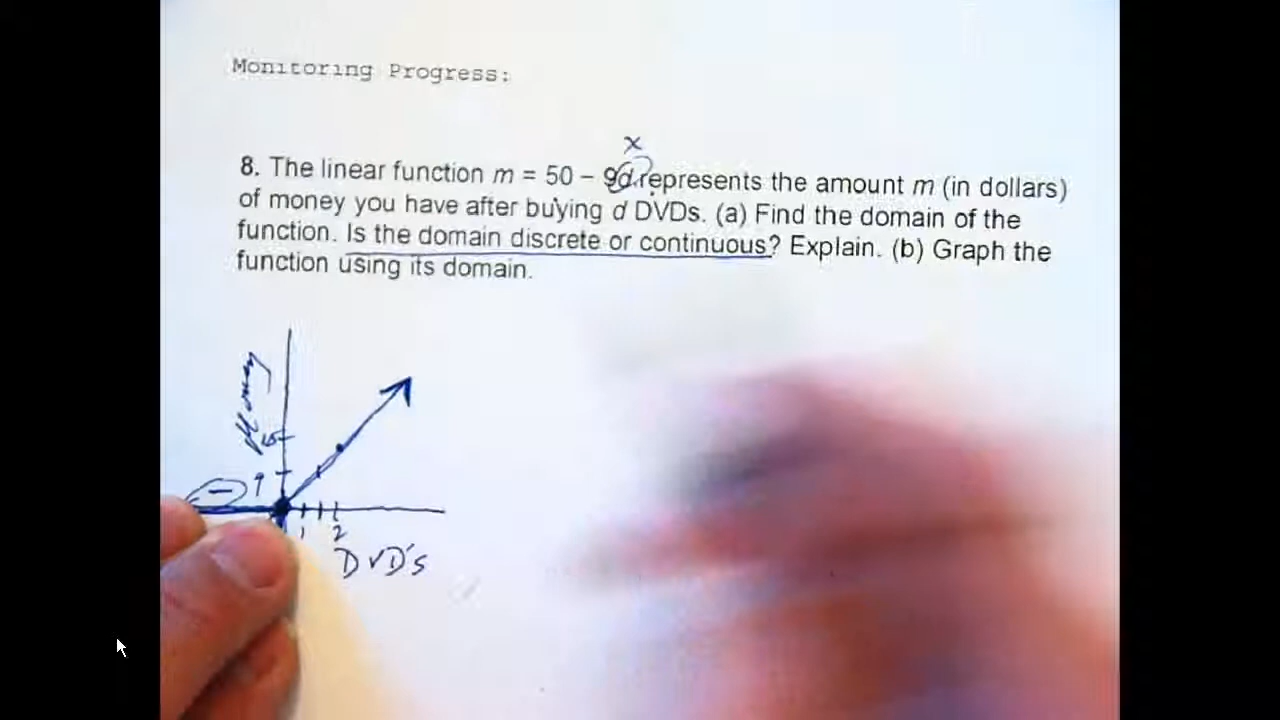 Monitoring Progress:
x
8. The linear function m = 50 – 9d represents the amount m (in dollars)
of money you have after buying d DVDs. (a) Find the domain of the
function. Is the domain discrete or continuous? Explain. (b) Graph the
function using its domain.
Money
9
1 2
DVD's